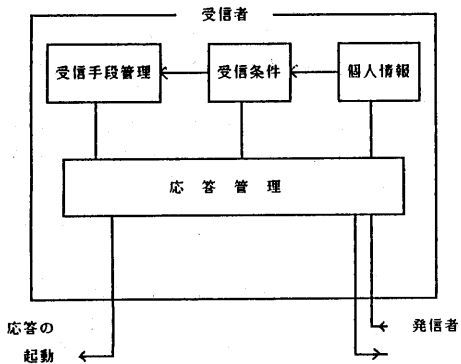 受信者
受信手段管理
受信条件
個人情報
応答管理
応答の
起動
発信者